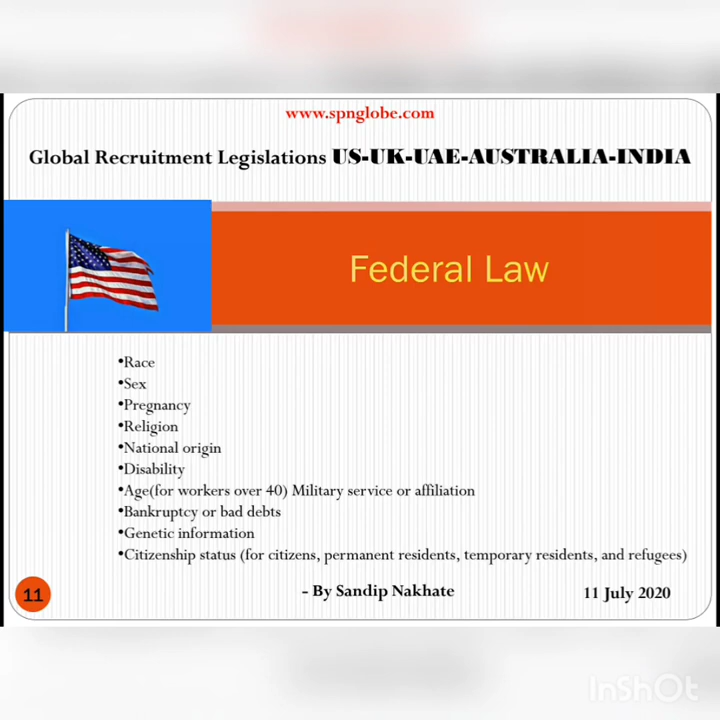 www.spnglobe.com
Global Recruitment Legislations US-UK-UAE-AUSTRALIA-INDIA
Federal Law
•Race
•Sex
•Pregnancy
•Religion
•National origin
•Disability
•Age(for workers over 40) Military service or affiliation
•Bankruptcy or bad debts
•Genetic information
•Citizenship status (for citizens, permanent residents, temporary residents, and refugees)
11
- By Sandip Nakhate
11 July 2020
InShOt